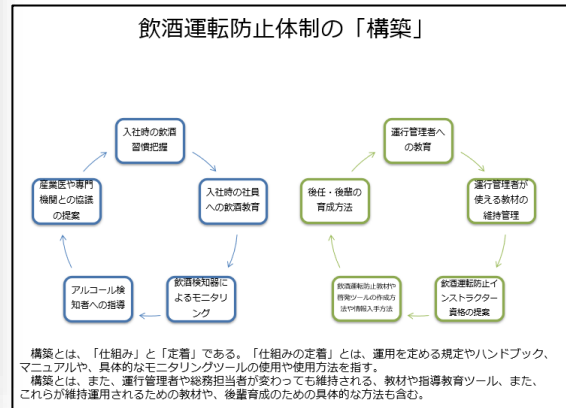 飲酒運転防止体制の「構築」
入社時の飲酒
習慣把握
入社時の社員
への飲酒教育
飲酒検知器に
よるモニタリ
ング
アルコール検
知者への指導
産業医や専門
機関との協議
の提案
運行管理者へ
の教育
運行管理者が
使える教材の
維持管理
飲酒運転防止イ
ンストラクター
資格の提案
飲酒運転防止教材や
啓発ツールの作成方
法や情報入手方法
後任・後輩の
育成方法
構築とは、「仕組み」と「定着」である。「仕組みの定着」とは、運用を定める規定やハンドブック、
マニュアルや、具体的なモニタリングツールの使用や使用方法を指す。
構築とは、また、運行管理者や総務担当者が変わっても維持される、教材や指導教育ツール、また、
これらが維持運用されるための教材や、後輩育成のための具体的な方法も含む。